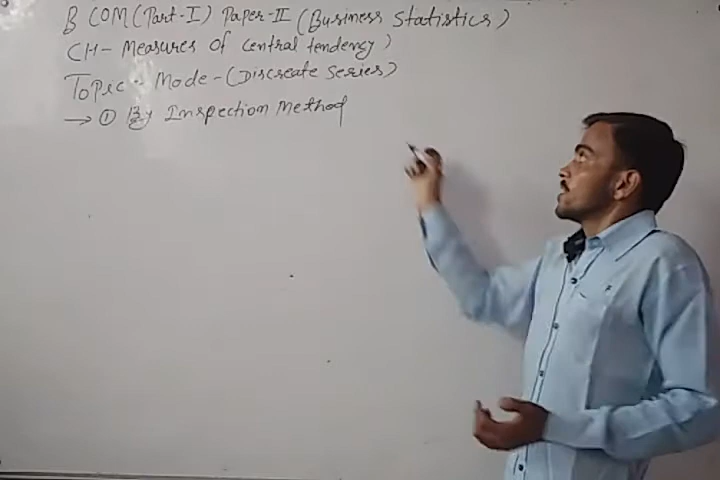 B COM (Part-I) Paper-II (Business Statistics)
CH- Measures of Central tendency)
Topic - Mode - (Discreate Series)
→ ① By Inspection Method